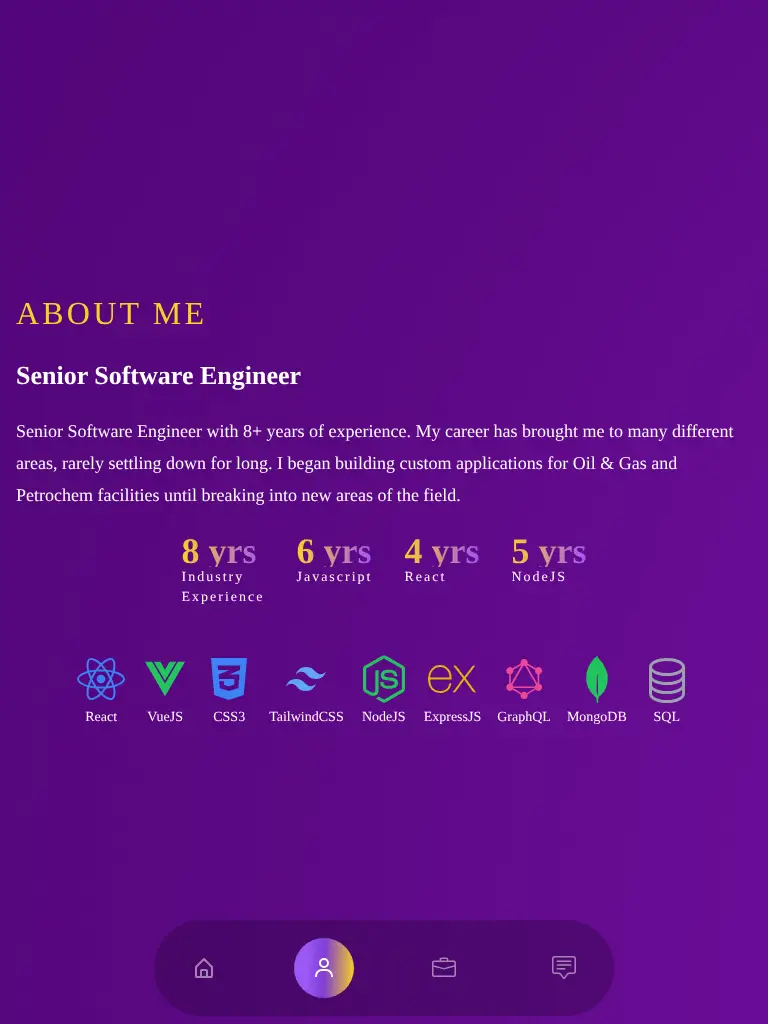 ABOUT ME
Senior Software Engineer
Senior Software Engineer with 8+ years of experience. My career has brought me to many different
areas, rarely settling down for long. I began building custom applications for Oil & Gas and
Petrochem facilities until breaking into new areas of the field.
8 yrs 6 yrs 4 yrs 5 yrs
Industry Javascript React NodeJS
Experience
React VueJS CSS3 TailwindCSS NodeJS ExpressJS GraphQL MongoDB SQL